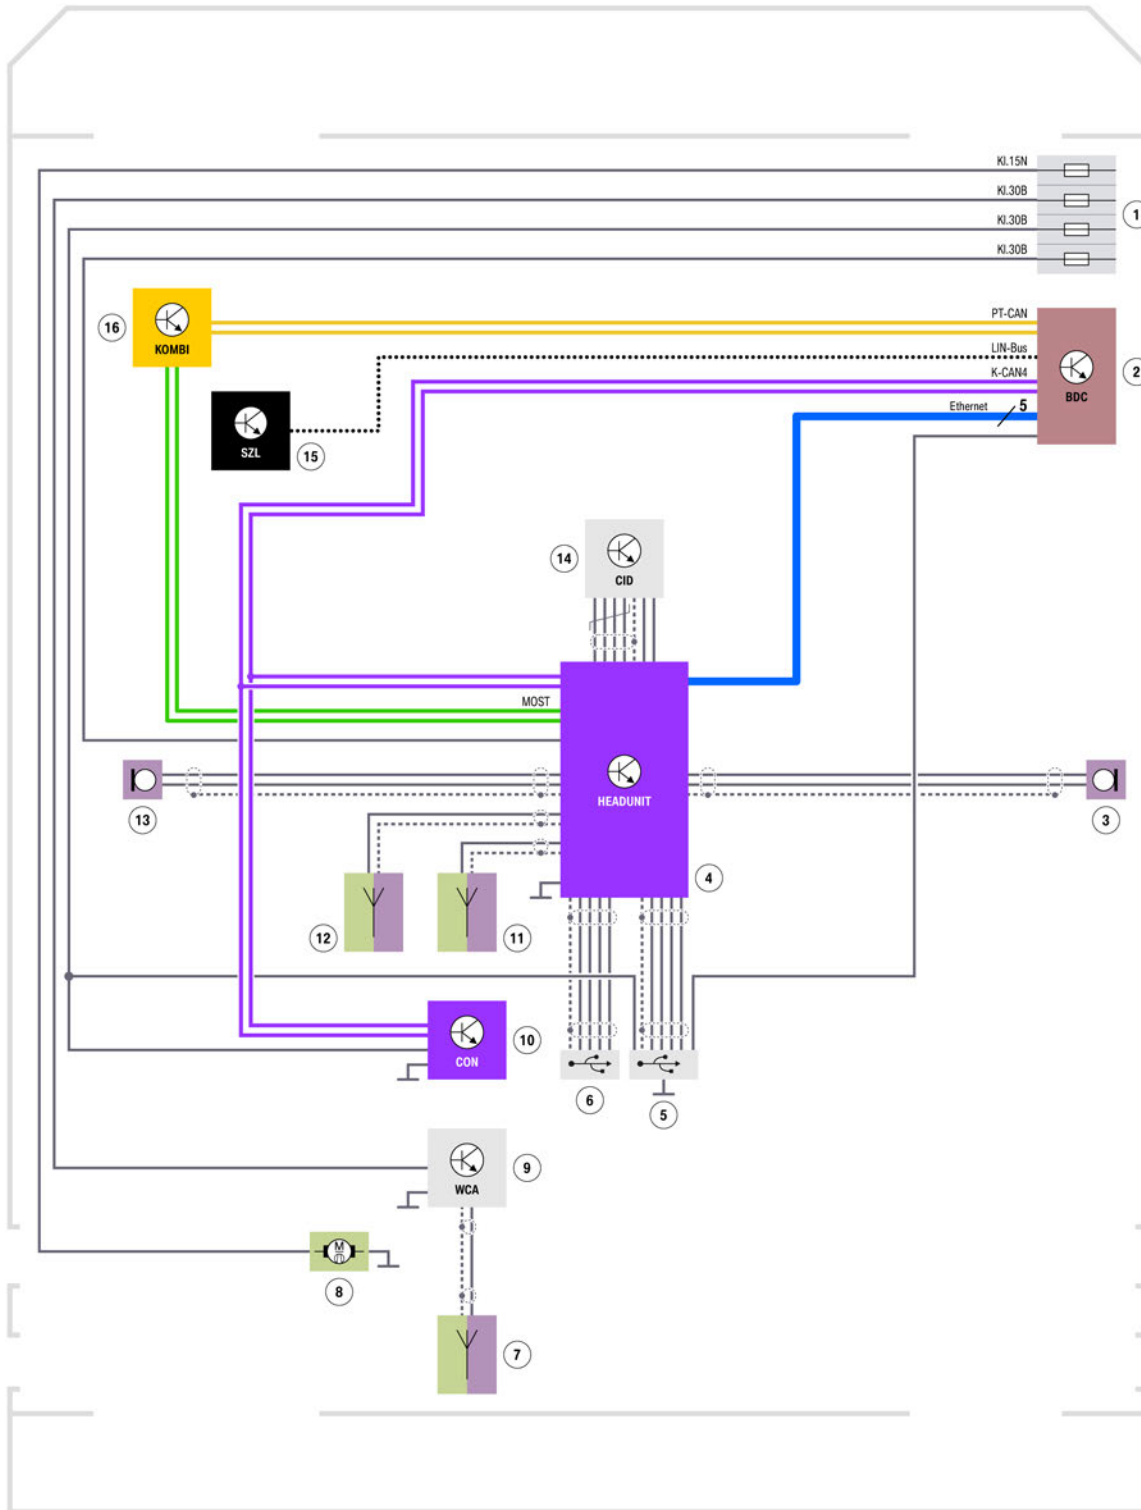 Kl.15N
Kl.30B
1
Kl.30B
Kl.30B
PT-CAN
16
KOMBI
LIN-Bus
2
K-CAN4
BDC
Ethernet
5
SZL
15
14
CID
MOST
HEADUNIT
13
3
4
12
11
10
CON
6
5
9
WCA
M
8
7